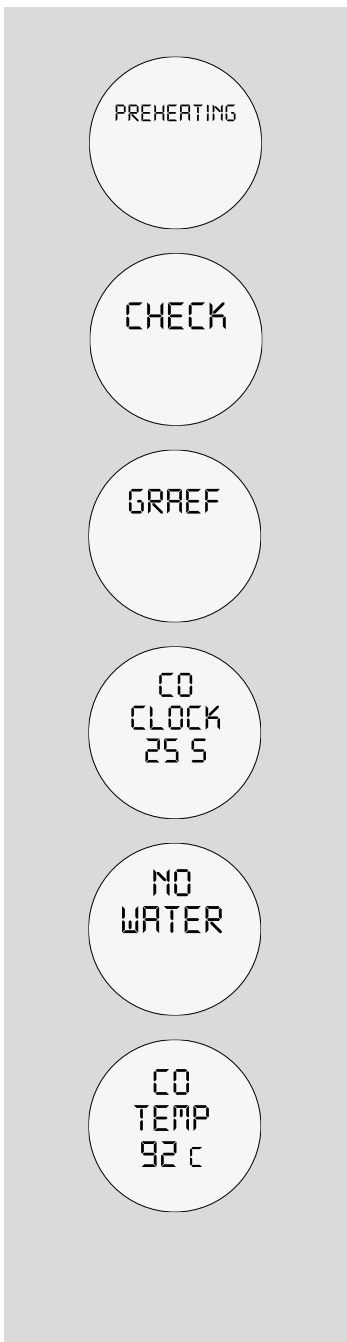 PREHEATING
CHECK
GRAEF
CO
CLOCK
25 S
NO
WATER
CO
TEMP
92 C